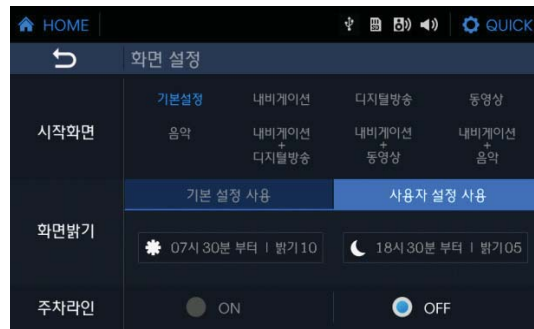 HOME
QUICK
화면 설정
시작화면
기본설정 내비게이션 디지털방송 동영상
음악 내비게이션 + 디지털방송 내비게이션 + 동영상 내비게이션 + 음악
화면밝기
기본 설정 사용 사용자 설정 사용
07시 30분 부터 | 밝기10 18시 30분 부터 | 밝기05
주차라인
ON OFF